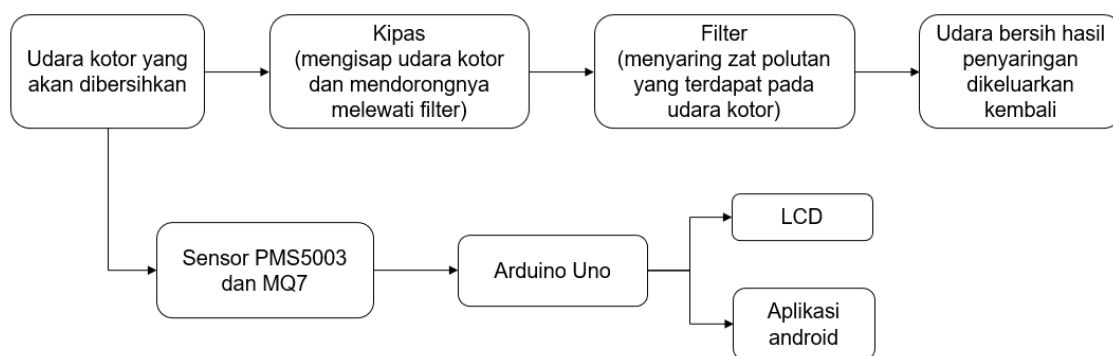 Udara kotor yang
akan dibersihkan
Kipas
(mengisap udara kotor
dan mendorongnya
melewati filter)
Filter
(menyaring zat polutan
yang terdapat pada
udara kotor)
Udara bersih hasil
penyaringan
dikeluarkan
kembali
Sensor PMS5003
dan MQ7
Arduino Uno
LCD
Aplikasi
android